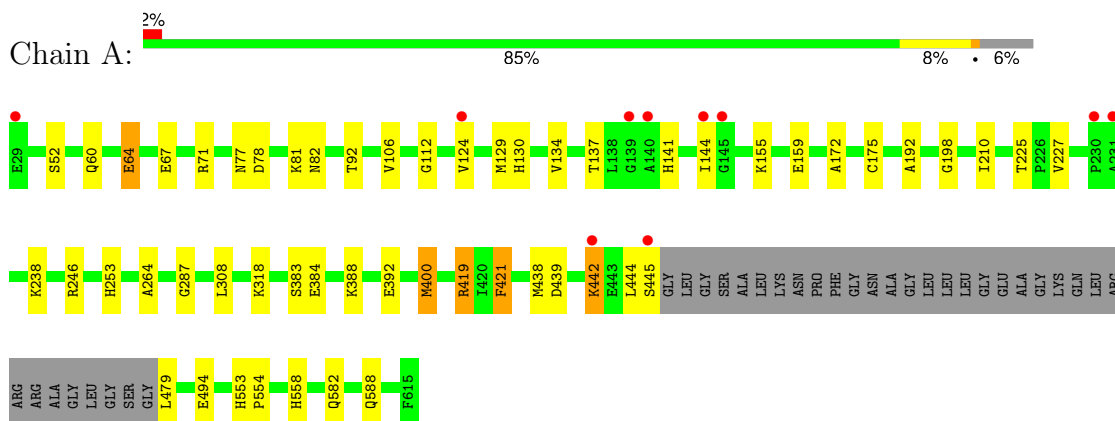 2%
Chain A:
85% 8% • 6%
E29 S52 Q60 E64 E67 R71 N77 D78 K81 N82 T92 V106 G112 V124 M129 H130 V134 T137 L138 G139 A140 H141 I144 G145 K155 E159 A172 C175 A192 G198 I210 T225 P226 V227 P230 A231
K238 R246 H253 A264 G287 L308 K318 S383 E384 K388 E392 M400 R419 I420 F421 M438 D439 K442 E443 L444 S445 GLY LEU GLY SER ALA LEU LYS ASN PRO PHE GLY ASN ALA GLY LEU LEU LEU GLY GLU ALA GLY LYS GLN LEU ARG
ARG ARG ALA GLY LEU GLY SER GLY L479 E494 H553 P554 H558 Q582 Q588 F615